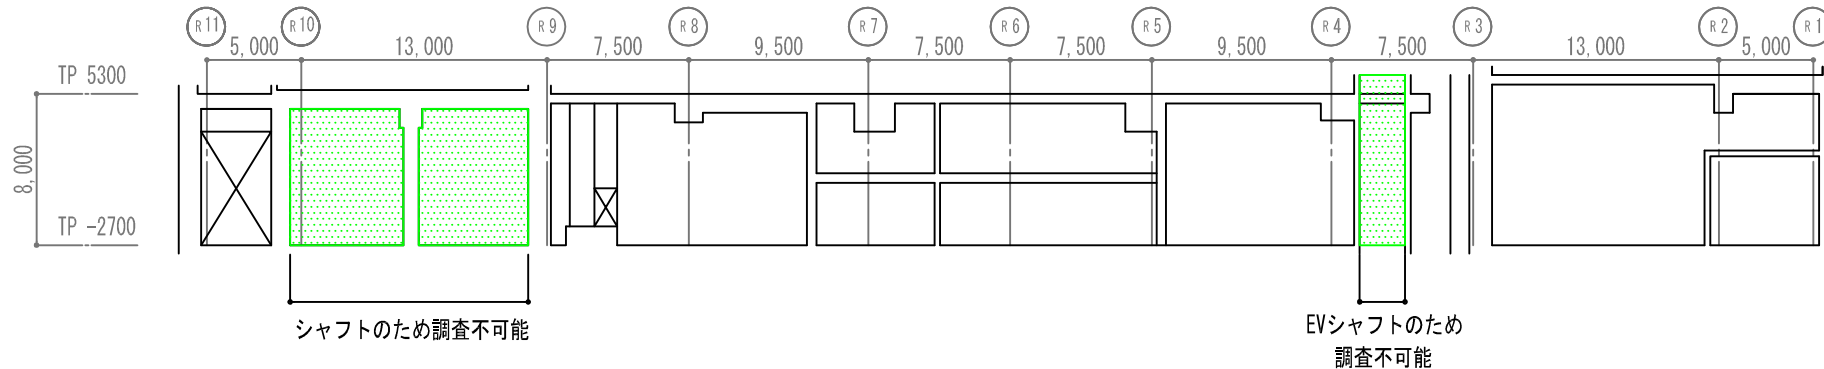 R11 R10 R9 R8 R7 R6 R5 R4 R3 R2 R1
5,000 13,000 7,500 9,500 7,500 7,500 9,500 7,500 13,000 5,000
TP 5300
8,000
TP -2700
シャフトのため調査不可能
EVシャフトのため
調査不可能